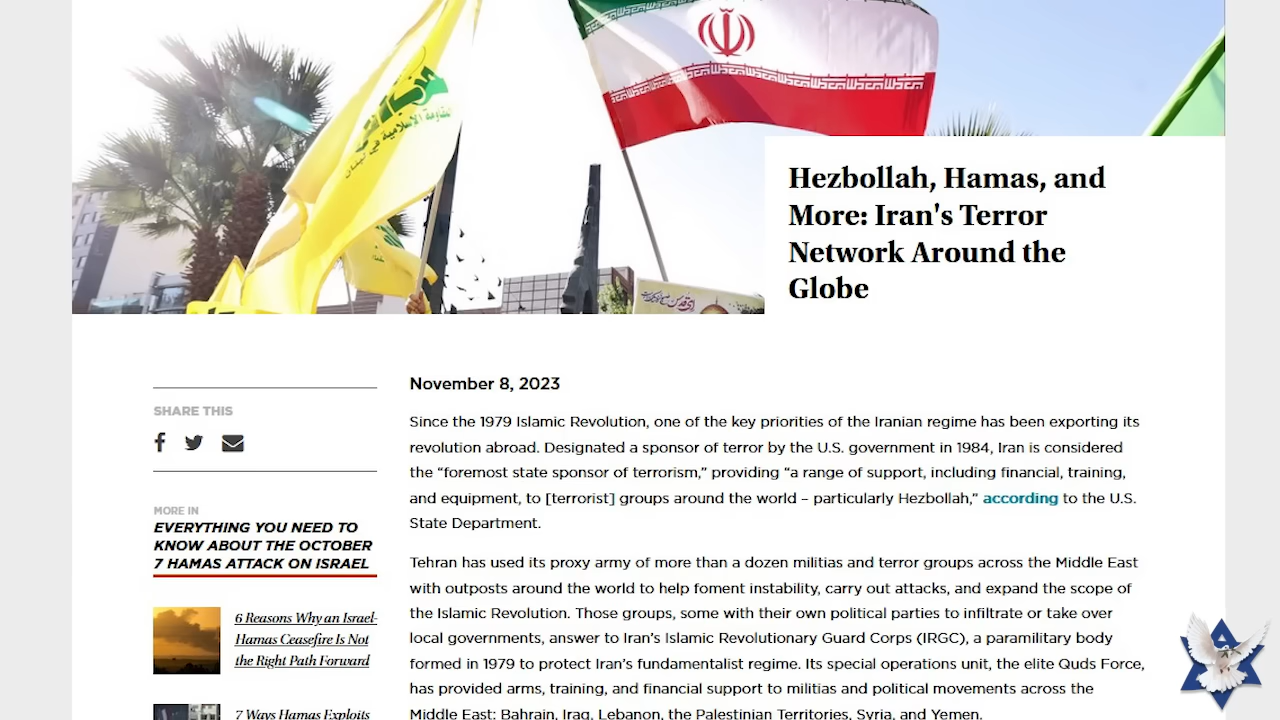 المقاومة الإسلامية في لبنان
Hezbollah, Hamas, and
More: Iran's Terror
Network Around the
Globe
November 8, 2023
Since the 1979 Islamic Revolution, one of the key priorities of the Iranian regime has been exporting its
revolution abroad. Designated a sponsor of terror by the U.S. government in 1984, Iran is considered
the “foremost state sponsor of terrorism,” providing “a range of support, including financial, training,
and equipment, to [terrorist] groups around the world – particularly Hezbollah,” according to the U.S.
State Department.
Tehran has used its proxy army of more than a dozen militias and terror groups across the Middle East
with outposts around the world to help foment instability, carry out attacks, and expand the scope of
the Islamic Revolution. Those groups, some with their own political parties to infiltrate or take over
local governments, answer to Iran’s Islamic Revolutionary Guard Corps (IRGC), a paramilitary body
formed in 1979 to protect Iran’s fundamentalist regime. Its special operations unit, the elite Quds Force,
has provided arms, training, and financial support to militias and political movements across the
Middle East: Bahrain, Iraq, Lebanon, the Palestinian Territories, Syria, and Yemen.
SHARE THIS
MORE IN
EVERYTHING YOU NEED TO
KNOW ABOUT THE OCTOBER
7 HAMAS ATTACK ON ISRAEL
6 Reasons Why an Israel-
Hamas Ceasefire Is Not
the Right Path Forward
7 Ways Hamas Exploits